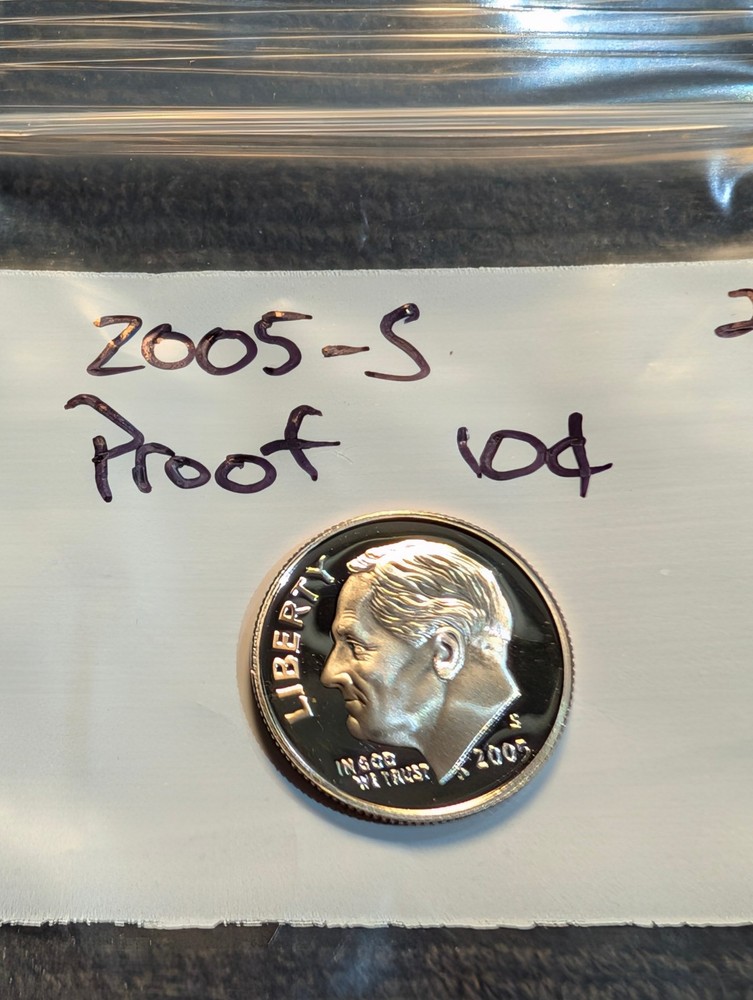 2005-S
Proof 10¢
LIBERTY
IN GOD
WE TRUST
S
2005